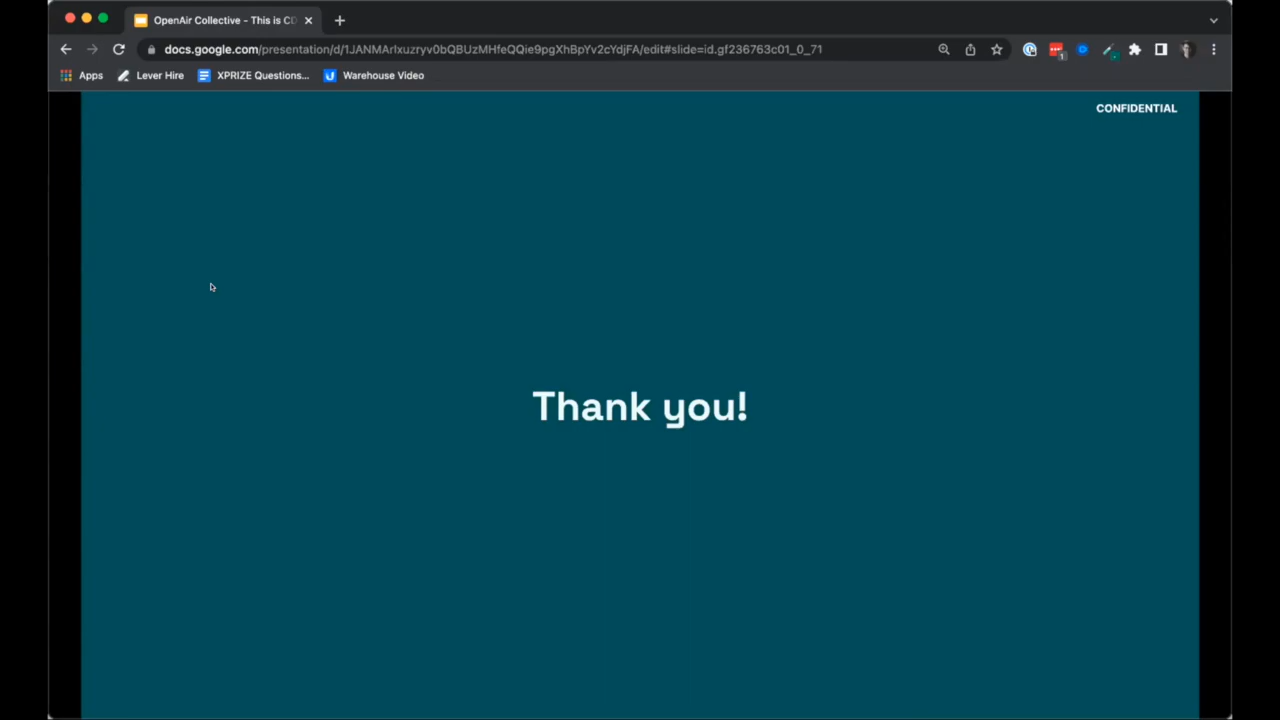 OpenAir Collective - This is CD
docs.google.com/presentation/d/1JANMArlxuzryv0bQBUzMHfeQQie9pgXhBpYv2cYdjFA/edit#slide=id.gf236763c01_0_71
1
Apps
Lever Hire
XPRIZE Questions...
Warehouse Video
CONFIDENTIAL
Thank you!